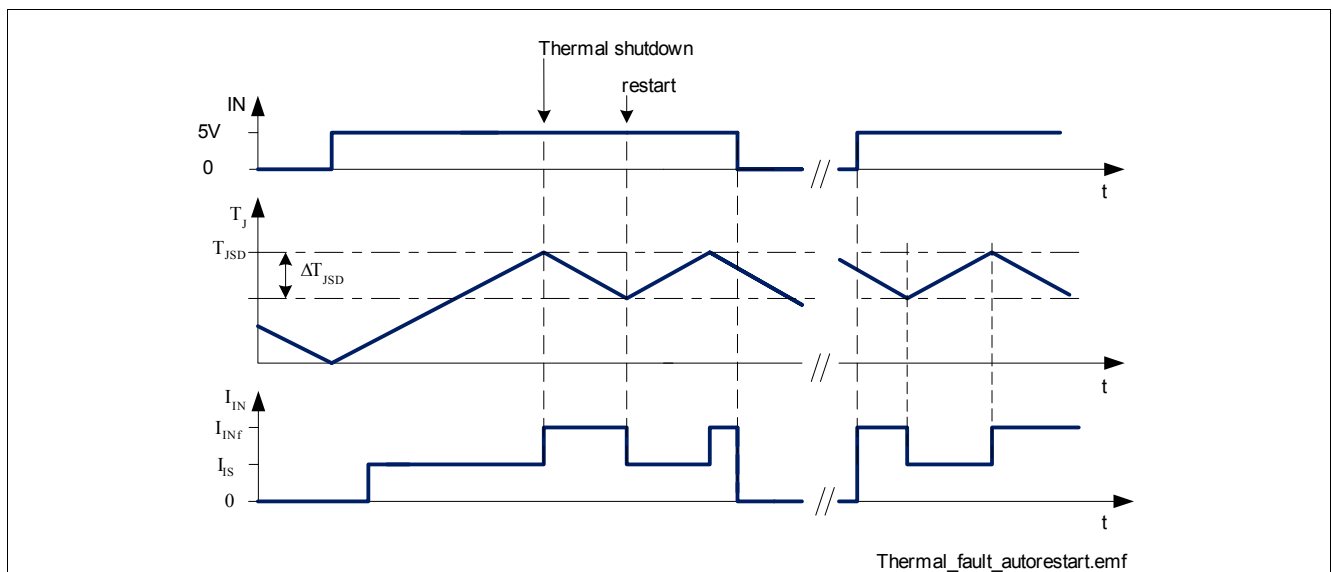 Thermal shutdown
restart
IN
5V
0
t
T_J
T_JSD
ΔT_JSD
t
I_IN
I_INf
I_IS
0
t
Thermal_fault_autorestart.emf